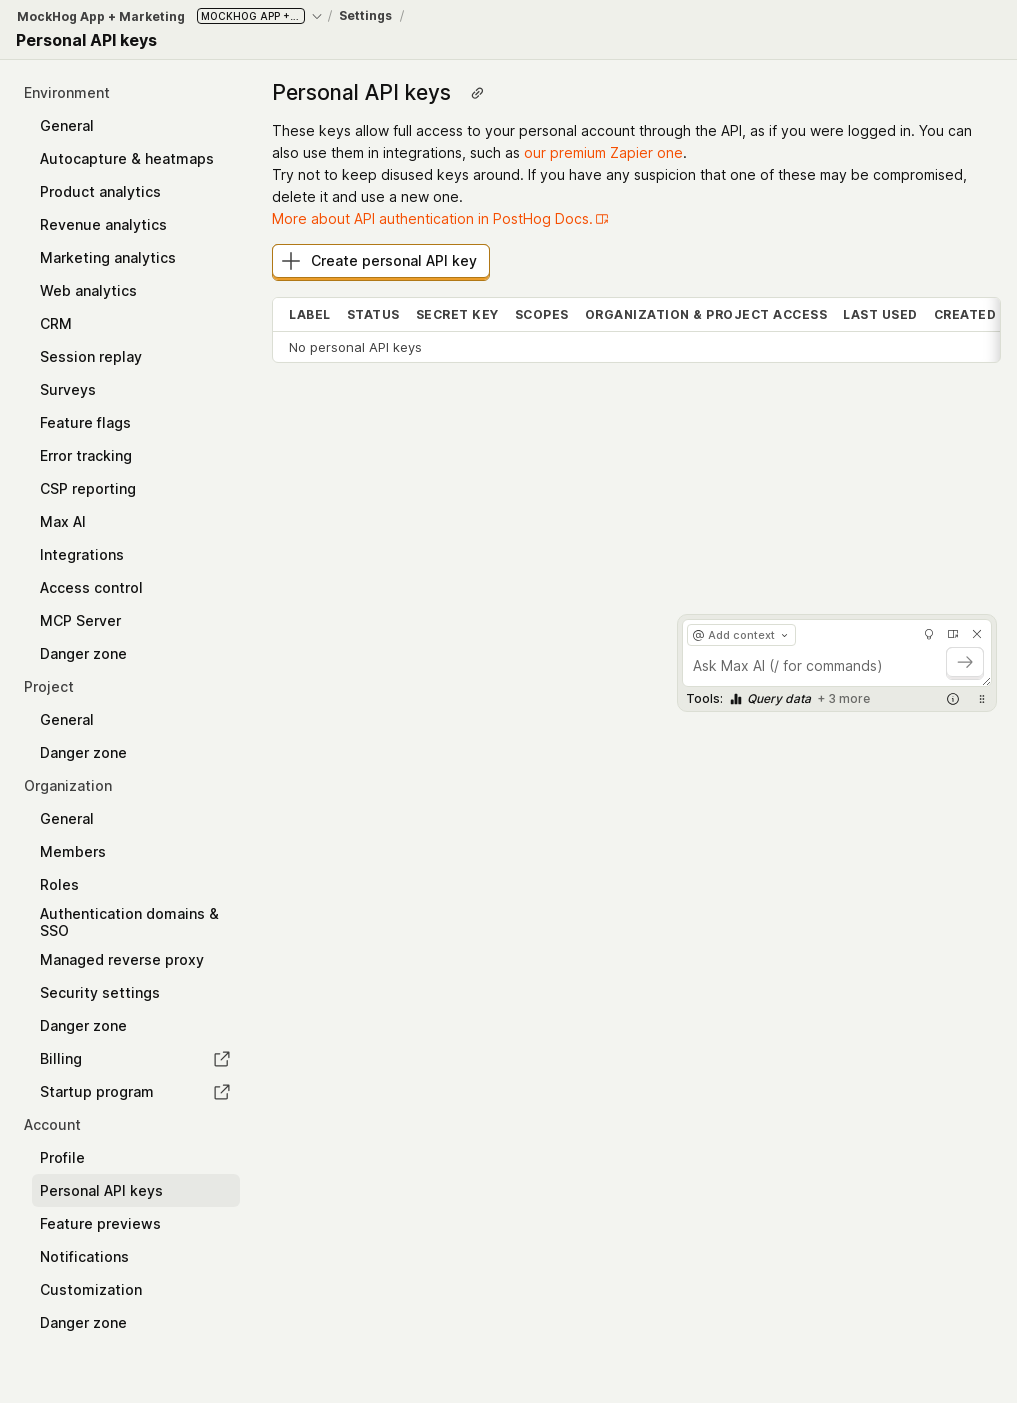 MockHog App + Marketing MOCKHOG APP +... / Settings /
Personal API keys
Environment
General
Autocapture & heatmaps
Product analytics
Revenue analytics
Marketing analytics
Web analytics
CRM
Session replay
Surveys
Feature flags
Error tracking
CSP reporting
Max AI
Integrations
Access control
MCP Server
Danger zone
Project
General
Danger zone
Organization
General
Members
Roles
Authentication domains &
SSO
Managed reverse proxy
Security settings
Danger zone
Billing
Startup program
Account
Profile
Personal API keys
Feature previews
Notifications
Customization
Danger zone
Personal API keys
These keys allow full access to your personal account through the API, as if you were logged in. You can
also use them in integrations, such as our premium Zapier one.
Try not to keep disused keys around. If you have any suspicion that one of these may be compromised,
delete it and use a new one.
More about API authentication in PostHog Docs.
Create personal API key
LABEL STATUS SECRET KEY SCOPES ORGANIZATION & PROJECT ACCESS LAST USED CREATED
No personal API keys
@ Add context
Ask Max AI (/ for commands)
Tools: Query data + 3 more